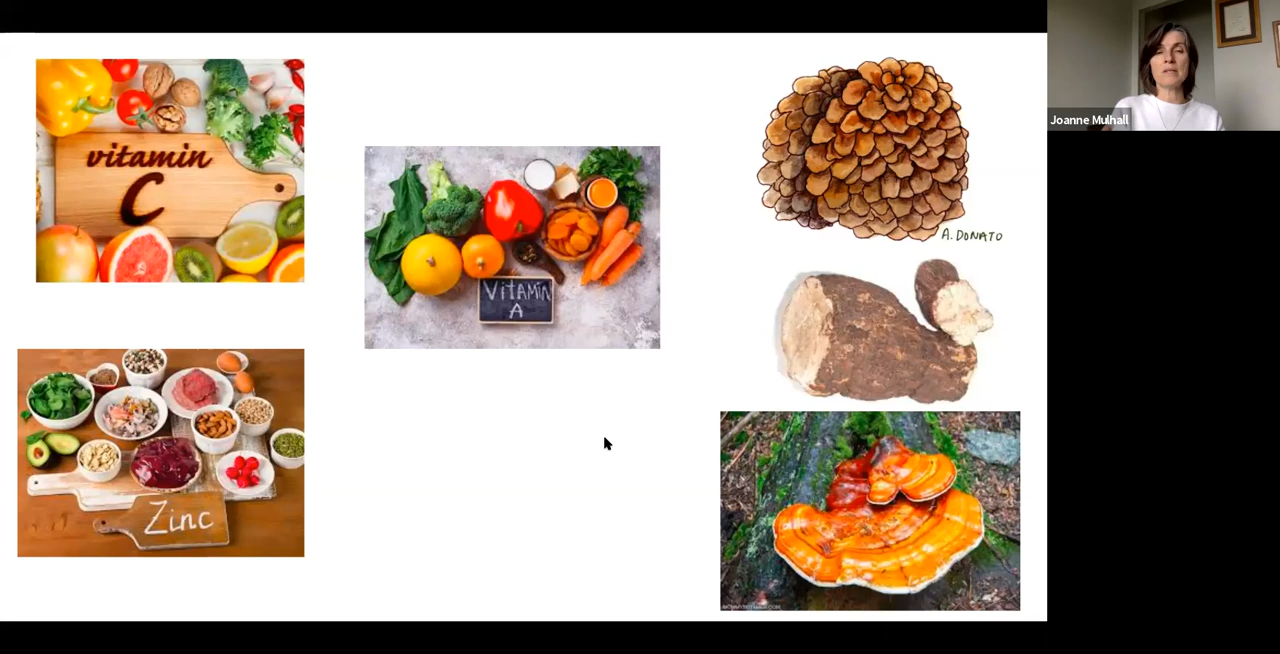 vitamin
C
VITAMIN
A
Zinc
A. DONATO
Joanne Mulhall